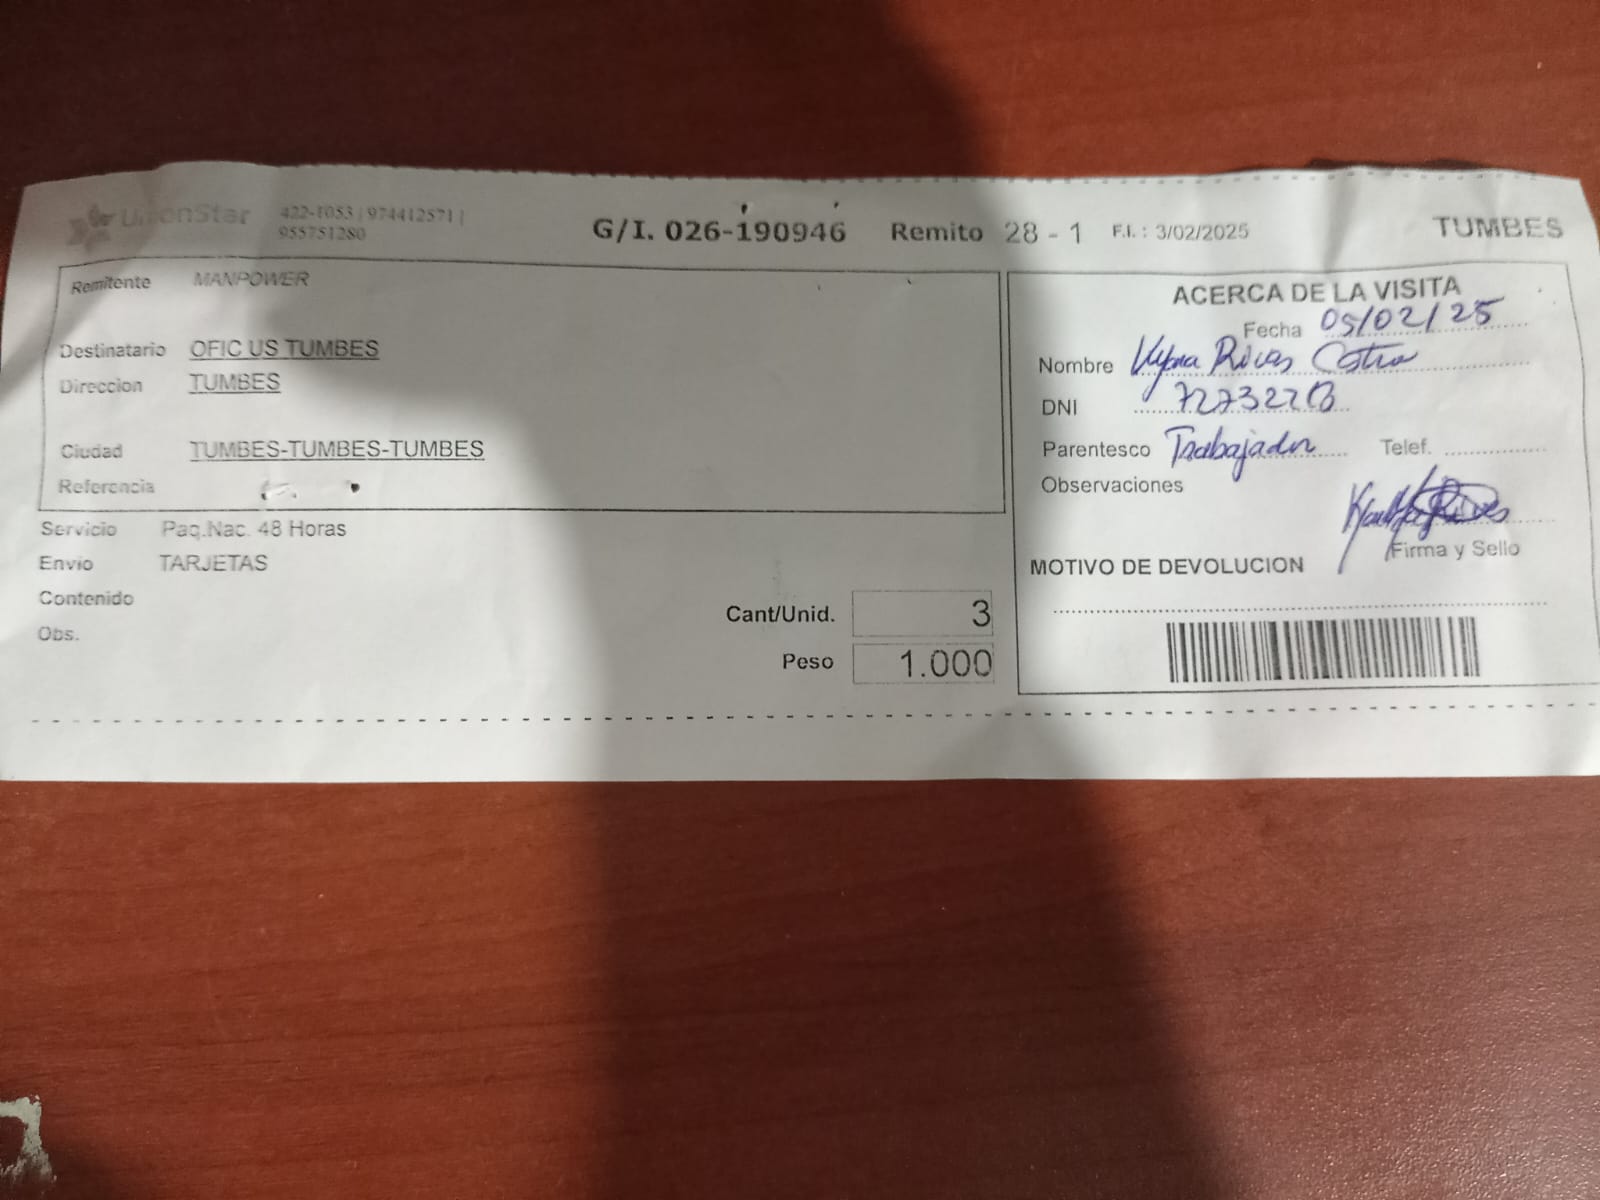 UnionStar
422-1053 | 974412571 |
955751280
G/I. 026-190946 Remito 28 - 1 F.I. : 3/02/2025
TUMBES
Remitente MANPOWER
Destinatario OFIC US TUMBES
Direccion TUMBES
Ciudad TUMBES-TUMBES-TUMBES
Referencia
Servicio Paq.Nac. 48 Horas
Envio TARJETAS
Contenido
Obs.
Cant/Unid. 3
Peso 1.000
ACERCA DE LA VISITA
Fecha 05/02/25
Nombre Rivas
DNI
Parentesco Trabajador Telef.
Observaciones
Firma y Sello
MOTIVO DE DEVOLUCION